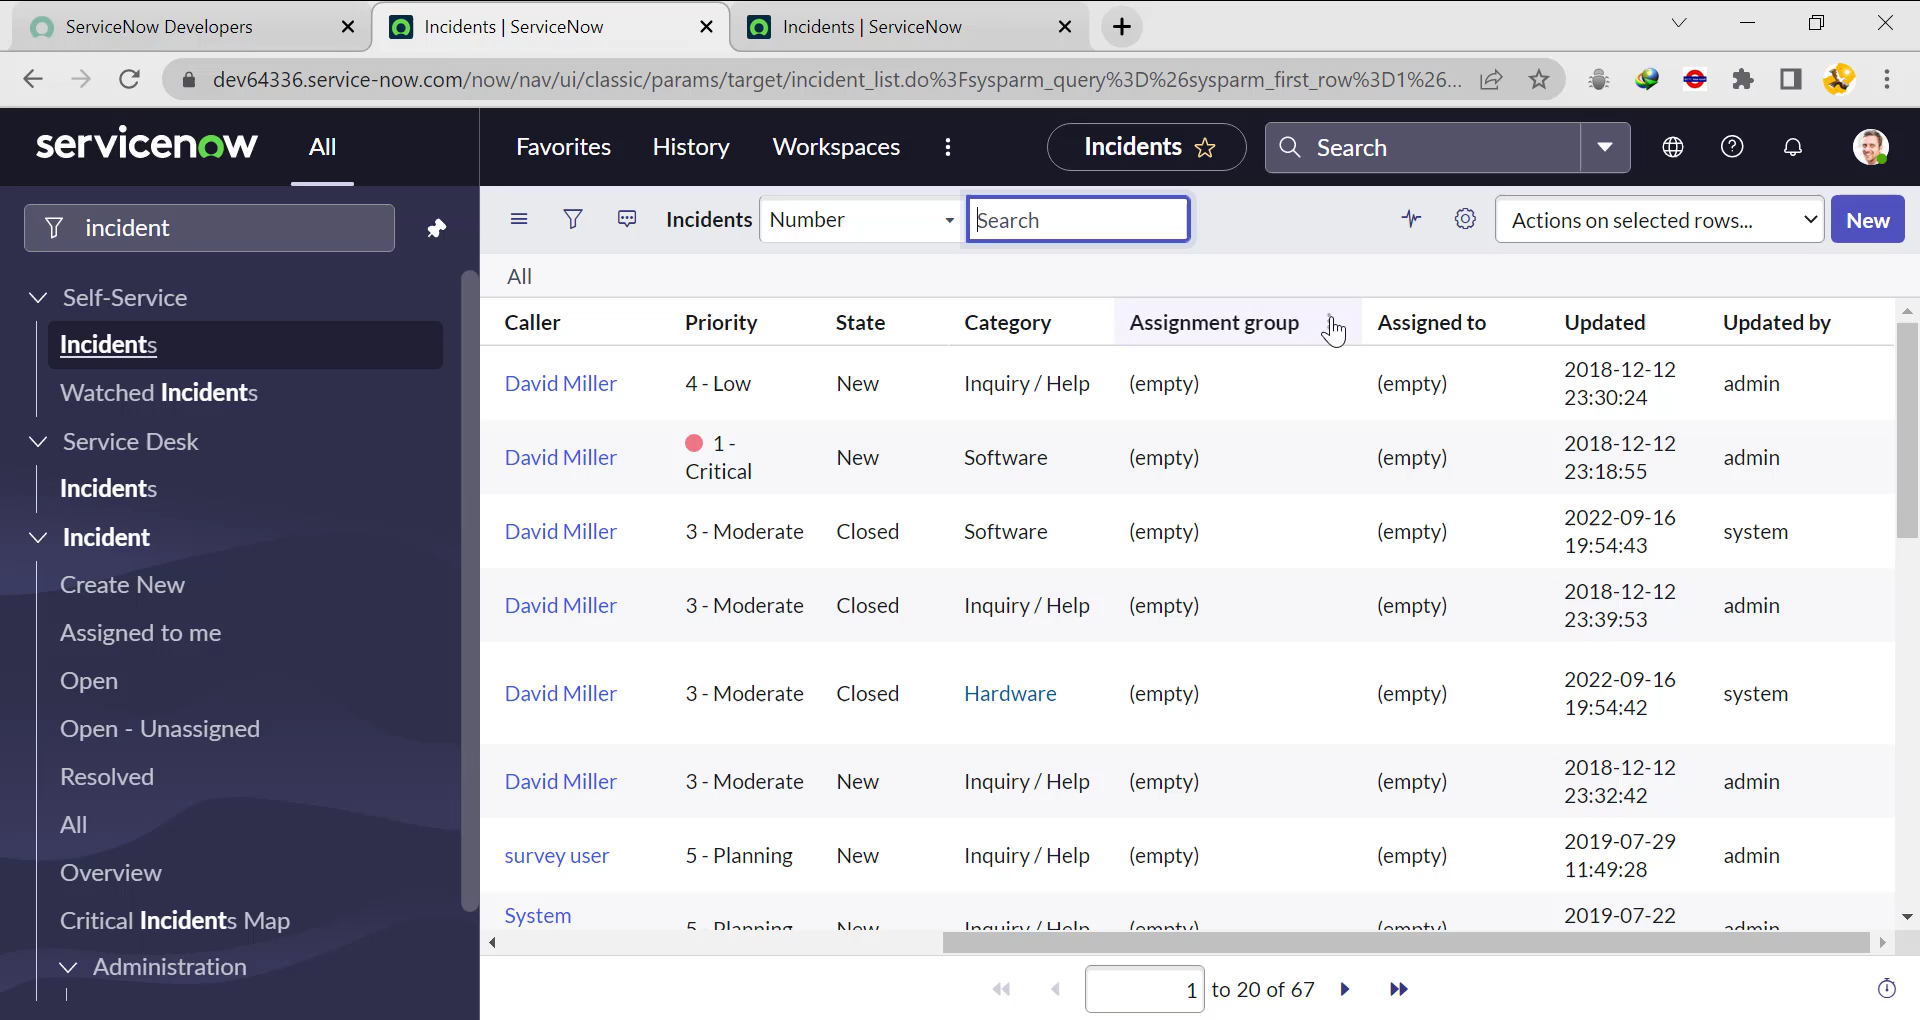 ServiceNow Developers
Incidents | ServiceNow
Incidents | ServiceNow
dev64336.service-now.com/now/nav/ui/classic/params/target/incident_list.do%3Fsysparm_query%3D%26sysparm_first_row%3D1%26...
servicenow
All
Favorites
History
Workspaces
Incidents
Search
incident
Self-Service
Incidents
Watched Incidents
Service Desk
Incidents
Incident
Create New
Assigned to me
Open
Open - Unassigned
Resolved
All
Overview
Critical Incidents Map
Administration
Incidents
Number
Search
Actions on selected rows...
New
All
Caller Priority State Category Assignment group Assigned to Updated Updated by
David Miller 4 - Low New Inquiry / Help (empty) (empty) 2018-12-12 admin
23:30:24
David Miller 1 - New Software (empty) (empty) 2018-12-12 admin
Critical 23:18:55
David Miller 3 - Moderate Closed Software (empty) (empty) 2022-09-16 system
19:54:43
David Miller 3 - Moderate Closed Inquiry / Help (empty) (empty) 2018-12-12 admin
23:39:53
David Miller 3 - Moderate Closed Hardware (empty) (empty) 2022-09-16 system
19:54:42
David Miller 3 - Moderate New Inquiry / Help (empty) (empty) 2018-12-12 admin
23:32:42
survey user 5 - Planning New Inquiry / Help (empty) (empty) 2019-07-29 admin
11:49:28
System 5 - Planning New Inquiry / Help (empty) (empty) 2019-07-22 admin
1 to 20 of 67